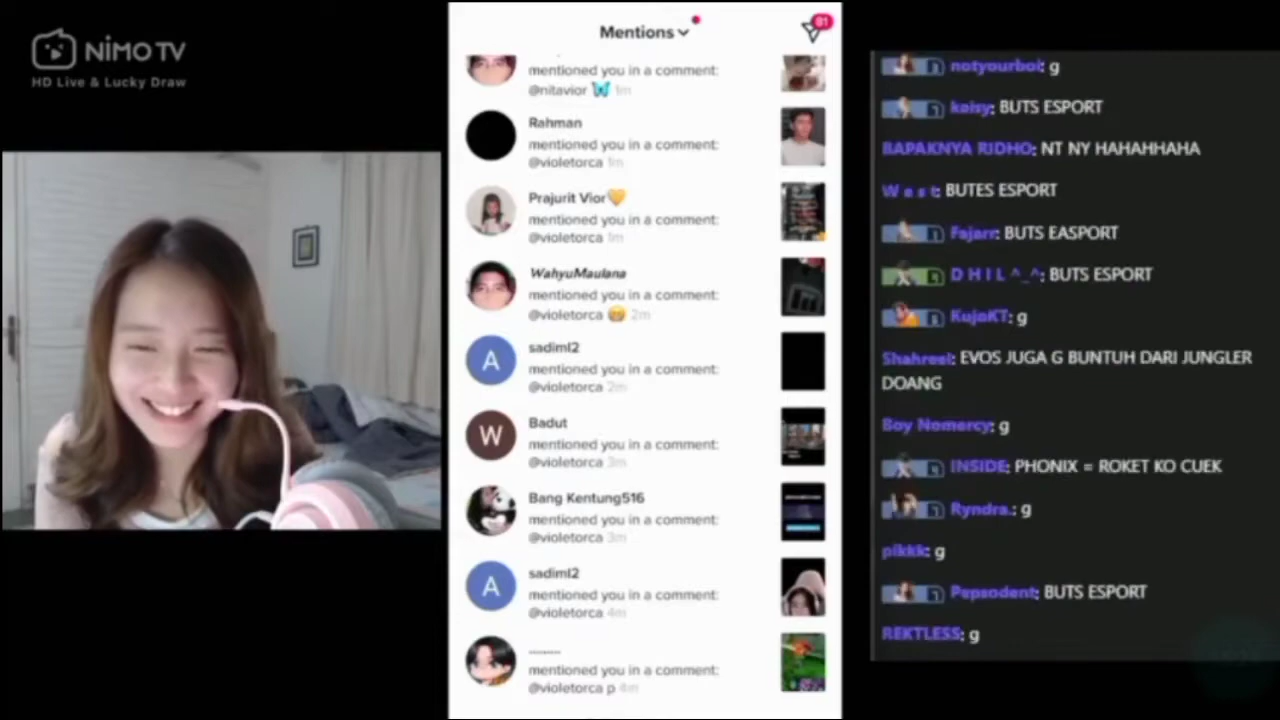 NIMO TV
HD Live & Lucky Draw
Mentions
81
mentioned you in a comment:
@nitavior 🦋 1m
Rahman
mentioned you in a comment:
@violetorca 1m
Prajurit Vior💛
mentioned you in a comment:
@violetorca 1m
WahyuMaulana
mentioned you in a comment:
@violetorca 😁 2m
A
sadiml2
mentioned you in a comment:
@violetorca 2m
W
Badut
mentioned you in a comment:
@violetorca 3m
Bang Kentung516
mentioned you in a comment:
@violetorca 3m
A
sadiml2
mentioned you in a comment:
@violetorca 4m
.........
mentioned you in a comment:
@violetorca p 4m
notyourboi: g
kaisy: BUTS ESPORT
BAPAKNYA RIDHO: NT NY HAHAHHAHA
W e s t: BUTES ESPORT
Fajarr: BUTS EASPORT
D H I L ^_^: BUTS ESPORT
KujoKT: g
Shahreel: EVOS JUGA G BUNTUH DARI JUNGLER
DOANG
Boy Nomercy: g
INSIDE: PHONIX = ROKET KO CUEK
Ryndra.: g
pikkk: g
Pepsodent: BUTS ESPORT
REKTLESS: g